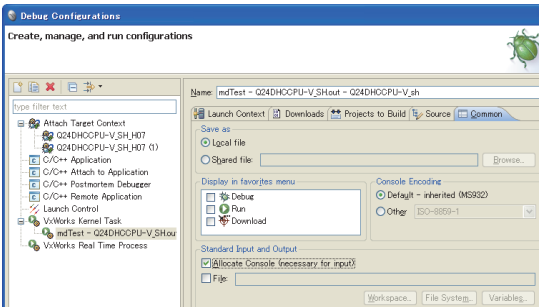 Debug Configurations
Create, manage, and run configurations
type filter text
Attach Target Context
Q24DHCCPU-V_SH_H07
Q24DHCCPU-V_SH_H07 (1)
C/C++ Application
C/C++ Attach to Application
C/C++ Postmortem Debugger
C/C++ Remote Application
Launch Control
VxWorks Kernel Task
mdTest - Q24DHCCPU-V_SH.ou
VxWorks Real Time Process
Name: mdTest - Q24DHCCPU-V_SH.out - Q24DHCCPU-V_sh
Launch Context Downloads Projects to Build Source Common
Save as
Local file
Shared file: Browse...
Display in favorites menu
Debug
Run
Download
Console Encoding
Default - inherited (MS932)
Other ISO-8859-1
Standard Input and Output
Allocate Console (necessary for input)
File:
Workspace... File System... Variables...